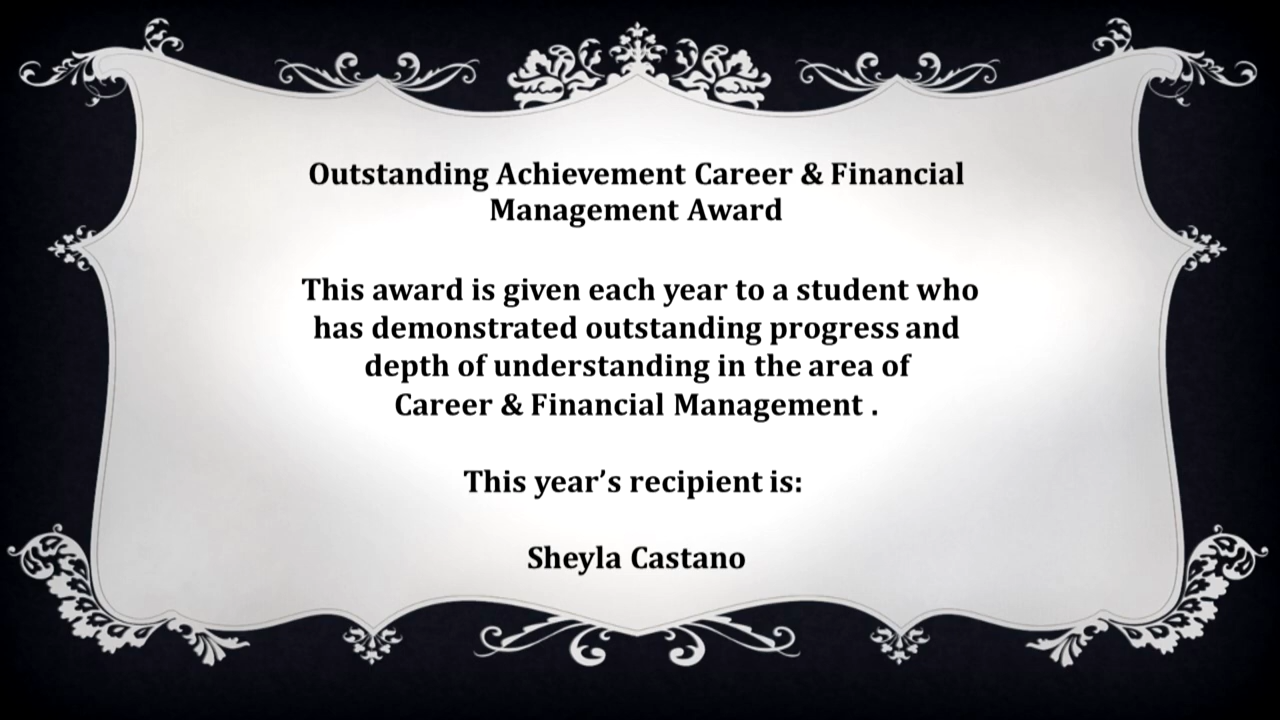 Outstanding Achievement Career & Financial
Management Award
This award is given each year to a student who
has demonstrated outstanding progress and
depth of understanding in the area of
Career & Financial Management .
This year’s recipient is:
Sheyla Castano